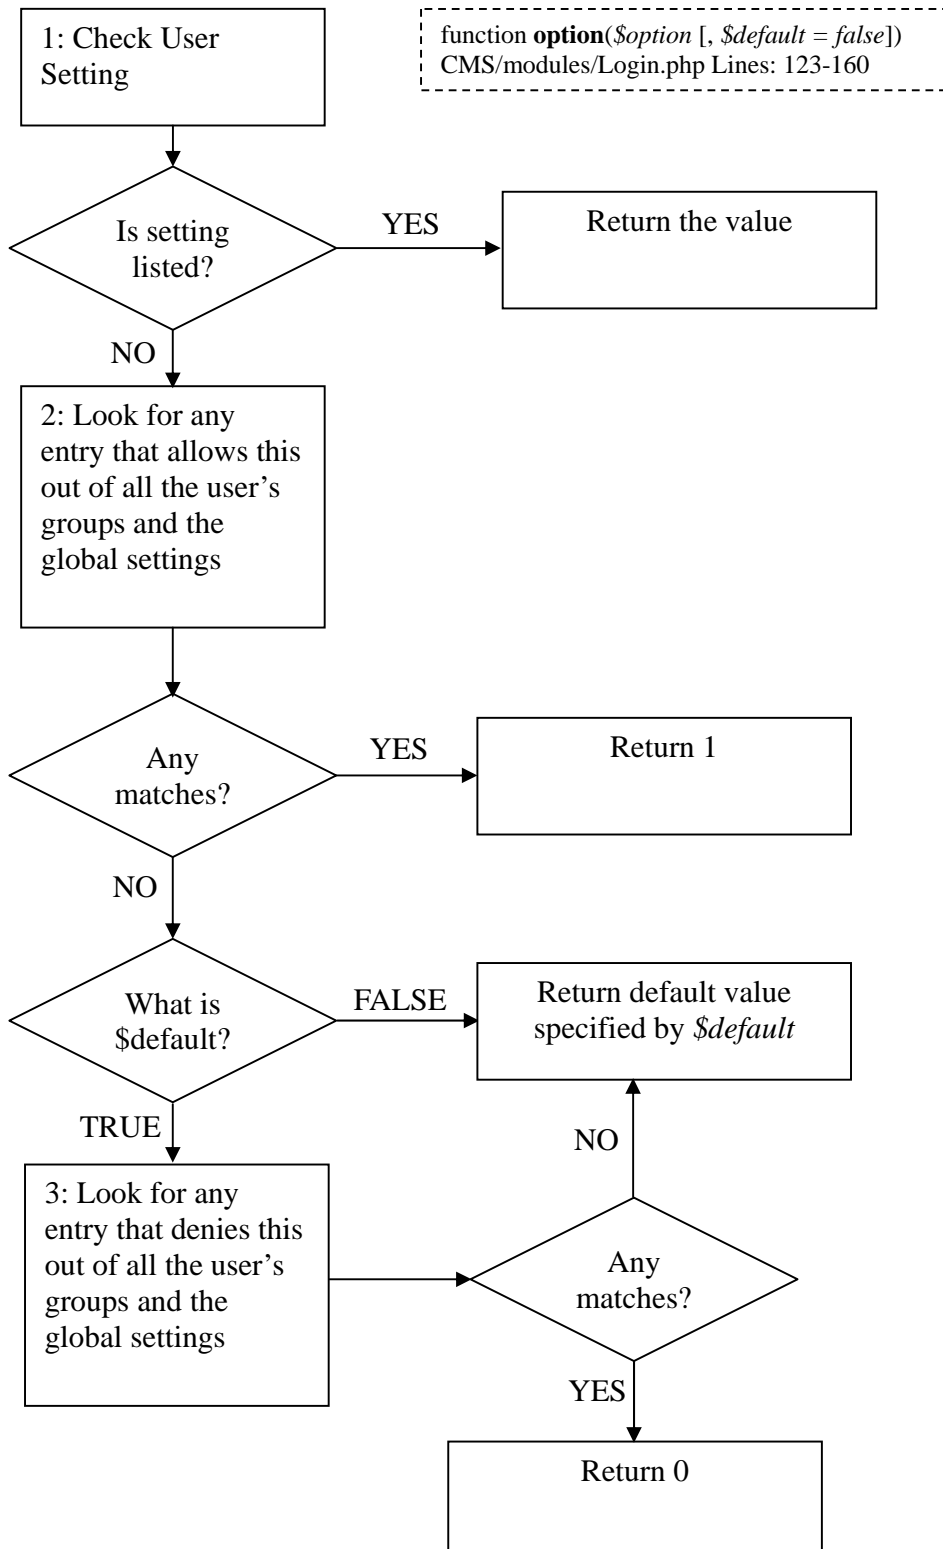 1: Check User
Setting
function option($option [, $default = false])
CMS/modules/Login.php Lines: 123-160
Is setting
listed?
YES
Return the value
NO
2: Look for any
entry that allows this
out of all the user’s
groups and the
global settings
Any
matches?
YES
Return 1
NO
What is
$default?
FALSE
Return default value
specified by $default
TRUE
NO
3: Look for any
entry that denies this
out of all the user’s
groups and the
global settings
Any
matches?
YES
Return 0